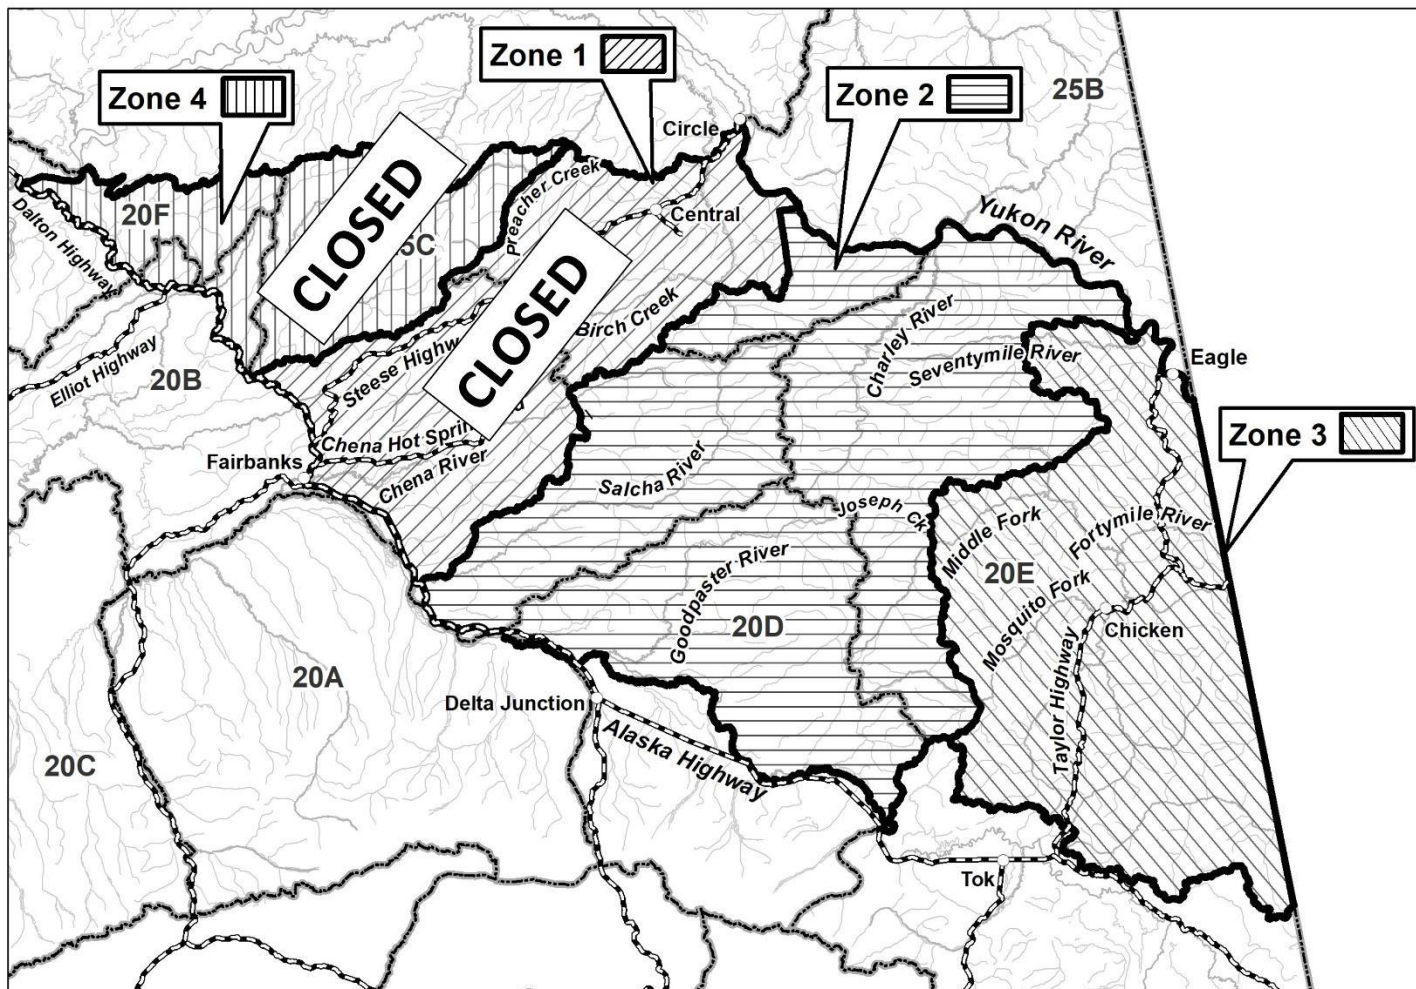 Zone 1
Zone 4
Zone 2
25B
Circle
CLOSED
Preacher Creek
Central
20F
Yukon River
Dalton Highway
5C
CLOSED
Birch Creek
Charley River
Steese Highw
Seventymile River
Eagle
Elliot Highway
20B
Zone 3
Chena Hot Sprin
d
Fairbanks
Chena River
Salcha River
Joseph Ck
Middle Fork
Fortymile River
20E
Goodpaster River
Mosquito Fork
20D
Chicken
20A
Taylor Highway
Delta Junction
Alaska Highway
20C
Tok